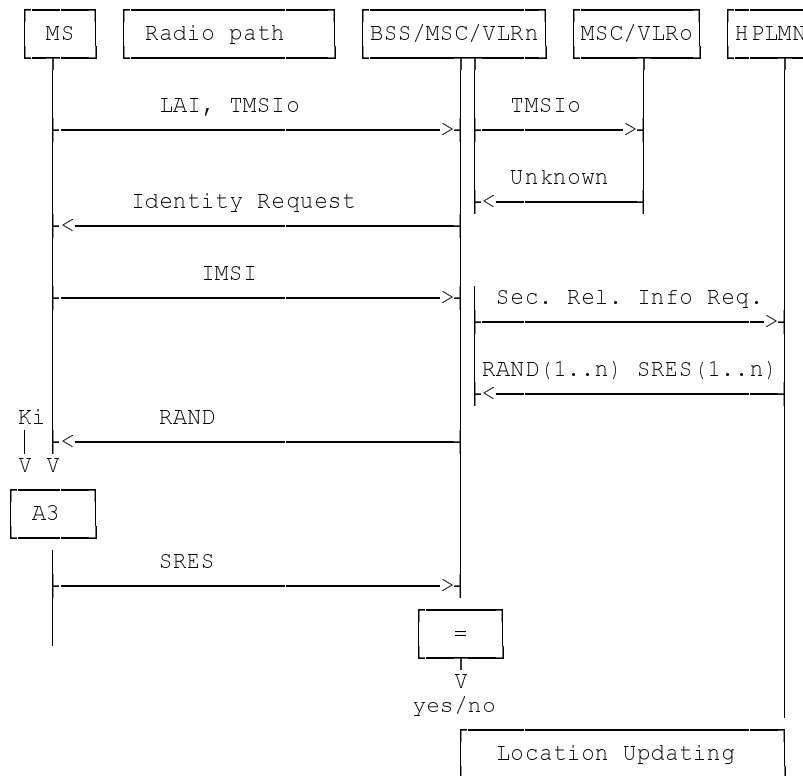 MS Radio path BSS/MSC/VLRn MSC/VLRo HPLMN
LAI, TMSIo TMSIo
Unknown
Identity Request
IMSI
Sec. Rel. Info Req.
RAND(1..n) SRES(1..n)
Ki RAND
V V
A3
SRES
=
V
yes/no
Location Updating